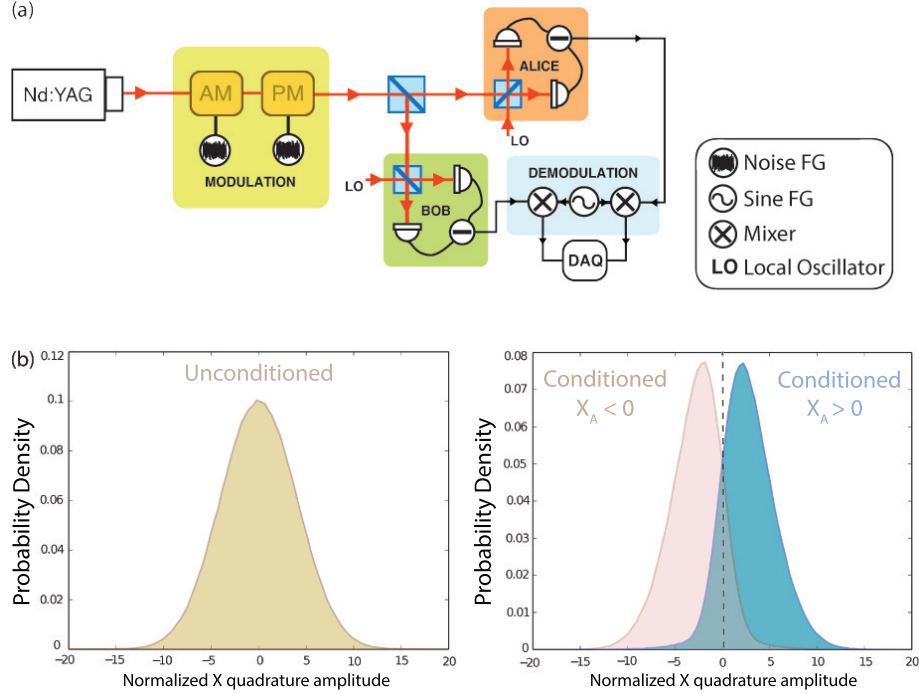 (a)
Nd:YAG
AM
PM
MODULATION
ALICE
LO
LO
BOB
DEMODULATION
DAQ
Noise FG
Sine FG
Mixer
LO Local Oscillator
(b)
Unconditioned
Probability Density
0.12
0.1
0.08
0.06
0.04
0.02
0
−20 −15 −10 −5 0 5 10 15 20
Normalized X quadrature amplitude
Conditioned
X_A < 0
Conditioned
X_A > 0
Probability Density
0.08
0.07
0.06
0.05
0.04
0.03
0.02
0.01
0
−20 −15 −10 −5 0 5 10 15 20
Normalized X quadrature amplitude